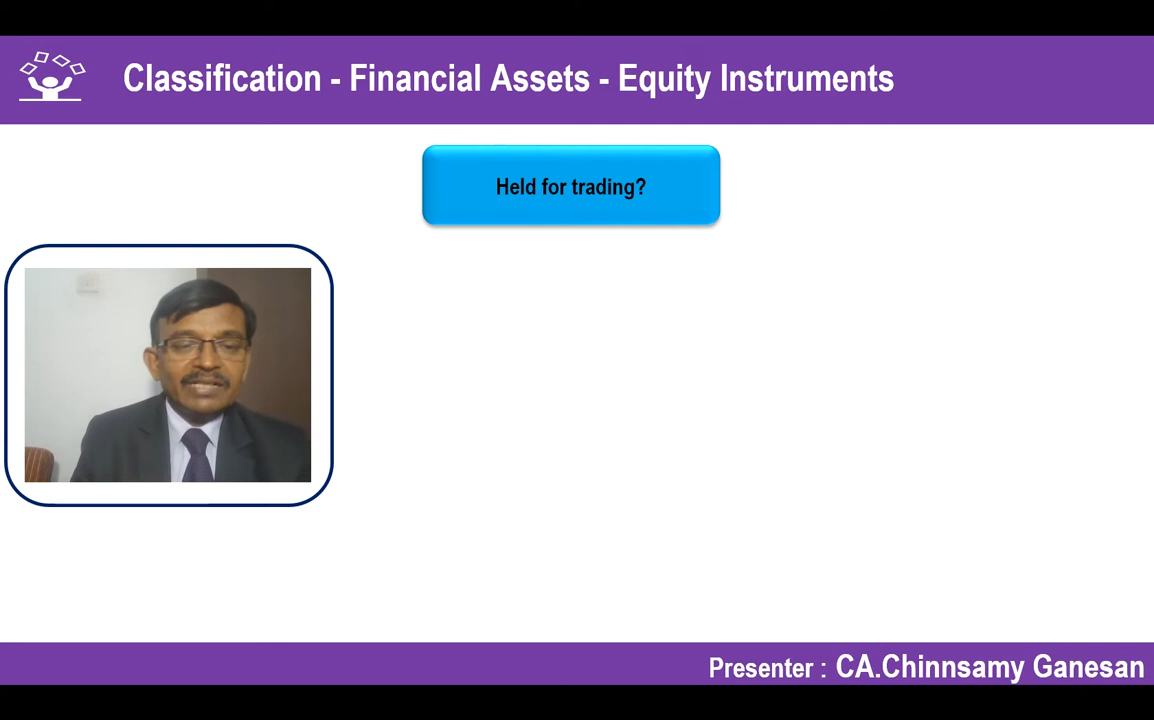 Classification - Financial Assets - Equity Instruments
Held for trading?
Presenter : CA.Chinnsamy Ganesan